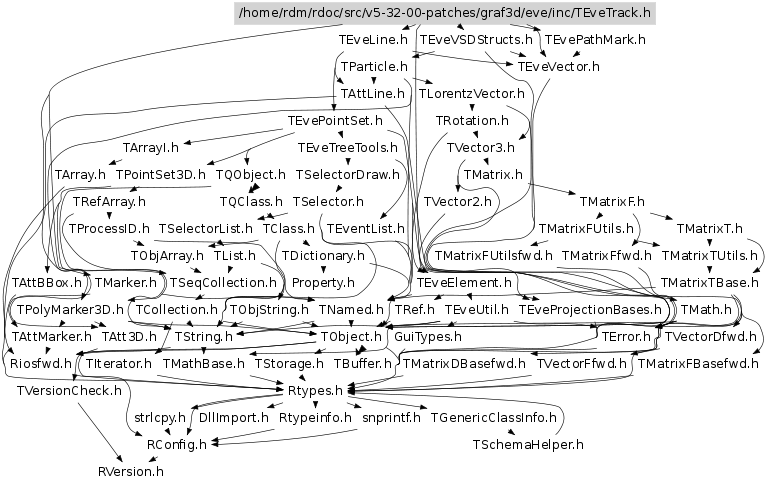 /home/rdm/rdoc/src/v5-32-00-patches/graf3d/eve/inc/TEveTrack.h
TEveLine.h TEveVSDStructs.h TEvePathMark.h
TParticle.h TEveVector.h
TAttLine.h TLorentzVector.h
TEvePointSet.h TRotation.h
TArrayI.h TEveTreeTools.h TVector3.h
TArray.h TPointSet3D.h TQObject.h TSelectorDraw.h TMatrix.h
TRefArray.h TQClass.h TSelector.h TVector2.h TMatrixF.h
TProcessID.h TSelectorList.h TClass.h TEventList.h TMatrixFUtils.h TMatrixT.h
TObjArray.h TList.h TDictionary.h TMatrixFUtilsfwd.h TMatrixFfwd.h TMatrixTUtils.h
TAttBBox.h TMarker.h TSeqCollection.h Property.h TEveElement.h TMatrixTBase.h
TPolyMarker3D.h TCollection.h TObjString.h TNamed.h TRef.h TEveUtil.h TEveProjectionBases.h TMath.h
TAttMarker.h TAtt3D.h TString.h TObject.h GuiTypes.h TError.h TVectorDfwd.h
Riosfwd.h TIterator.h TMathBase.h TStorage.h TBuffer.h TMatrixDBasefwd.h TVectorFfwd.h TMatrixFBasefwd.h
TVersionCheck.h Rtypes.h
strlcpy.h DllImport.h Rtypeinfo.h snprintf.h TGenericClassInfo.h
RConfig.h TSchemaHelper.h
RVersion.h